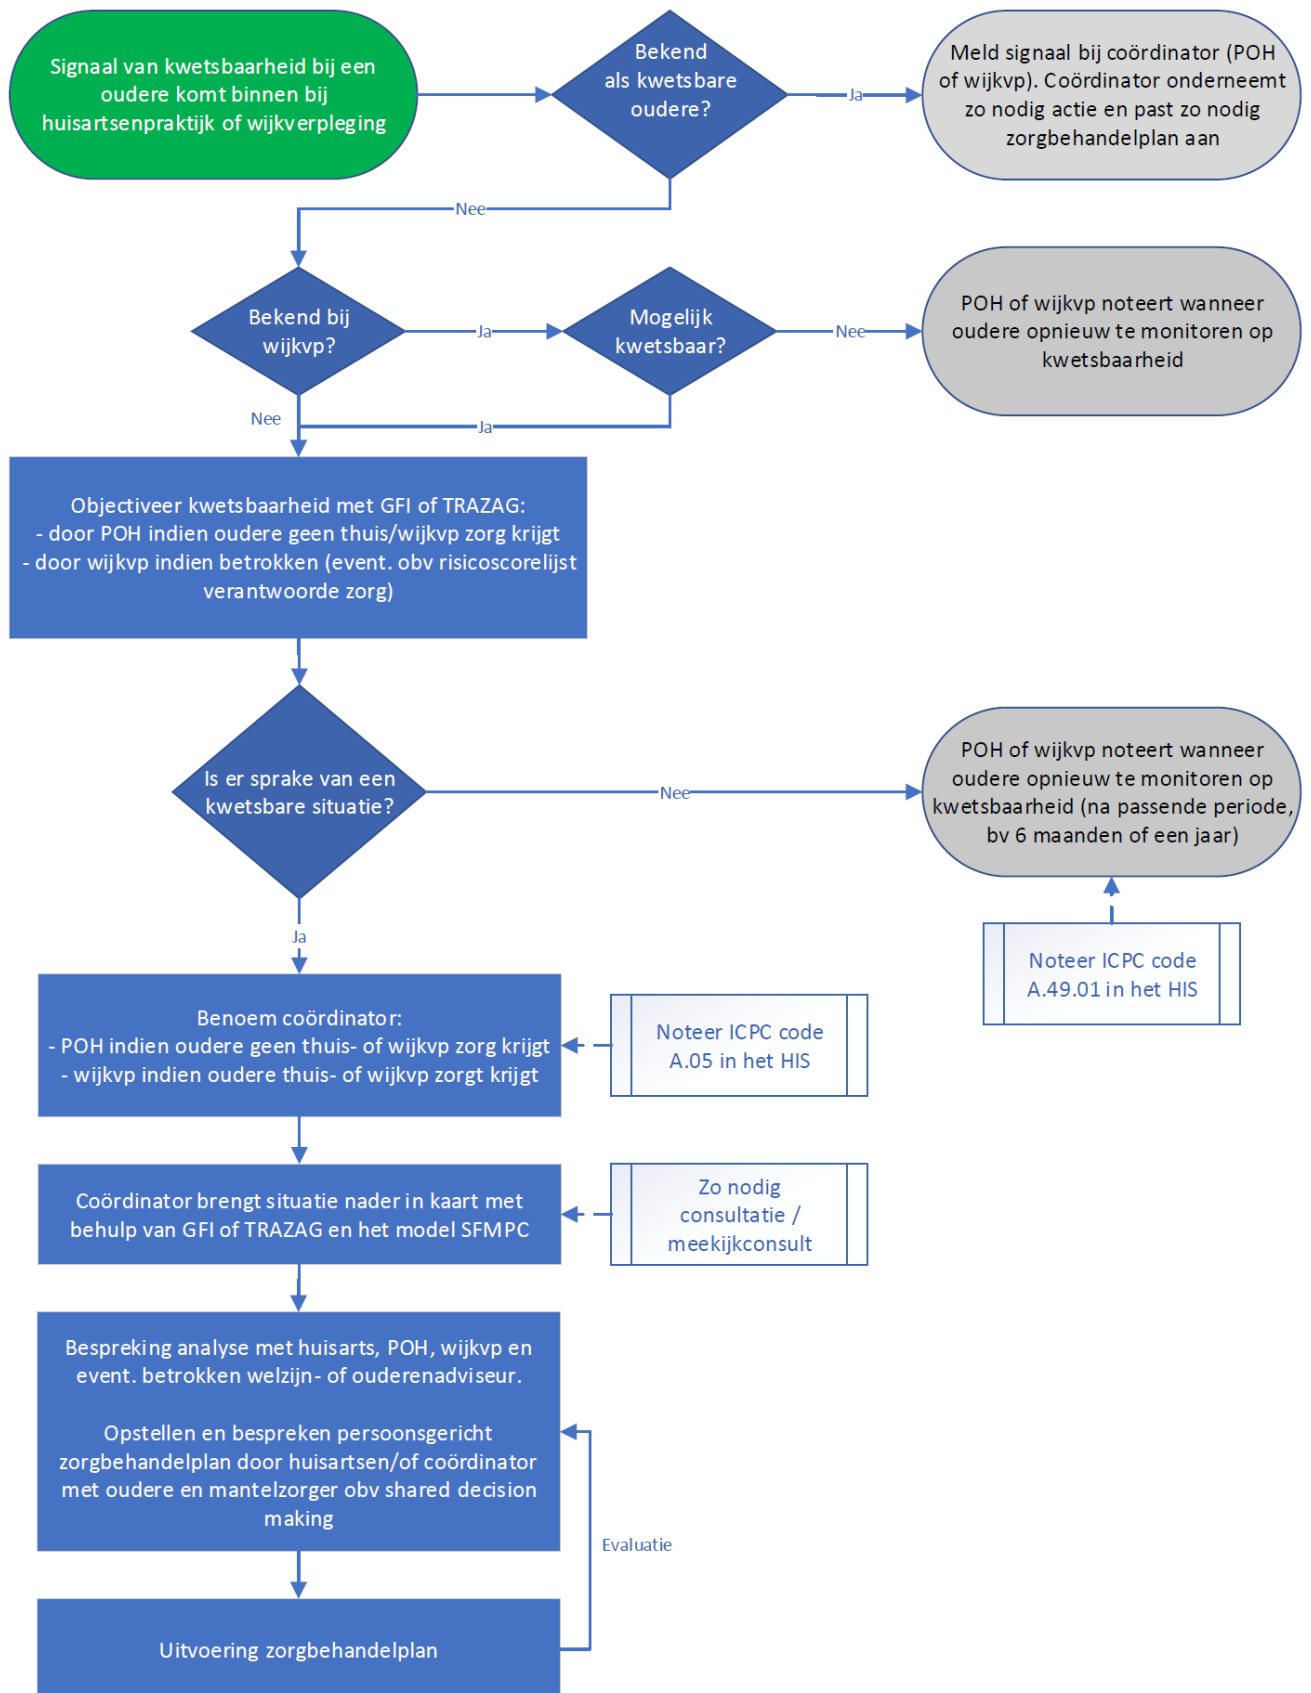 Signaal van kwetsbaarheid bij een
oudere komt binnen bij
huisartsenpraktijk of wijkverpleging
Bekend
als kwetsbare
oudere?
Ja
Meld signaal bij coördinator (POH
of wijkvp). Coördinator onderneemt
zo nodig actie en past zo nodig
zorgbehandelplan aan
Nee
Bekend bij
wijkvp?
Ja
Mogelijk
kwetsbaar?
Nee
POH of wijkvp noteert wanneer
oudere opnieuw te monitoren op
kwetsbaarheid
Nee
Ja
Objectiveer kwetsbaarheid met GFI of TRAZAG:
- door POH indien oudere geen thuis/wijkvp zorg krijgt
- door wijkvp indien betrokken (event. obv risicoscorelijst
verantwoorde zorg)
Is er sprake van een
kwetsbare situatie?
Nee
POH of wijkvp noteert wanneer
oudere opnieuw te monitoren op
kwetsbaarheid (na passende periode,
bv 6 maanden of een jaar)
Noteer ICPC code
A.49.01 in het HIS
Ja
Benoem coördinator:
- POH indien oudere geen thuis- of wijkvp zorg krijgt
- wijkvp indien oudere thuis- of wijkvp zorgt krijgt
Noteer ICPC code
A.05 in het HIS
Coördinator brengt situatie nader in kaart met
behulp van GFI of TRAZAG en het model SFMPC
Zo nodig
consultatie /
meekijkconsult
Bespreking analyse met huisarts, POH, wijkvp en
event. betrokken welzijn- of ouderenadviseur.
Opstellen en bespreken persoonsgericht
zorgbehandelplan door huisartsen/of coördinator
met oudere en mantelzorger obv shared decision
making
Evaluatie
Uitvoering zorgbehandelplan